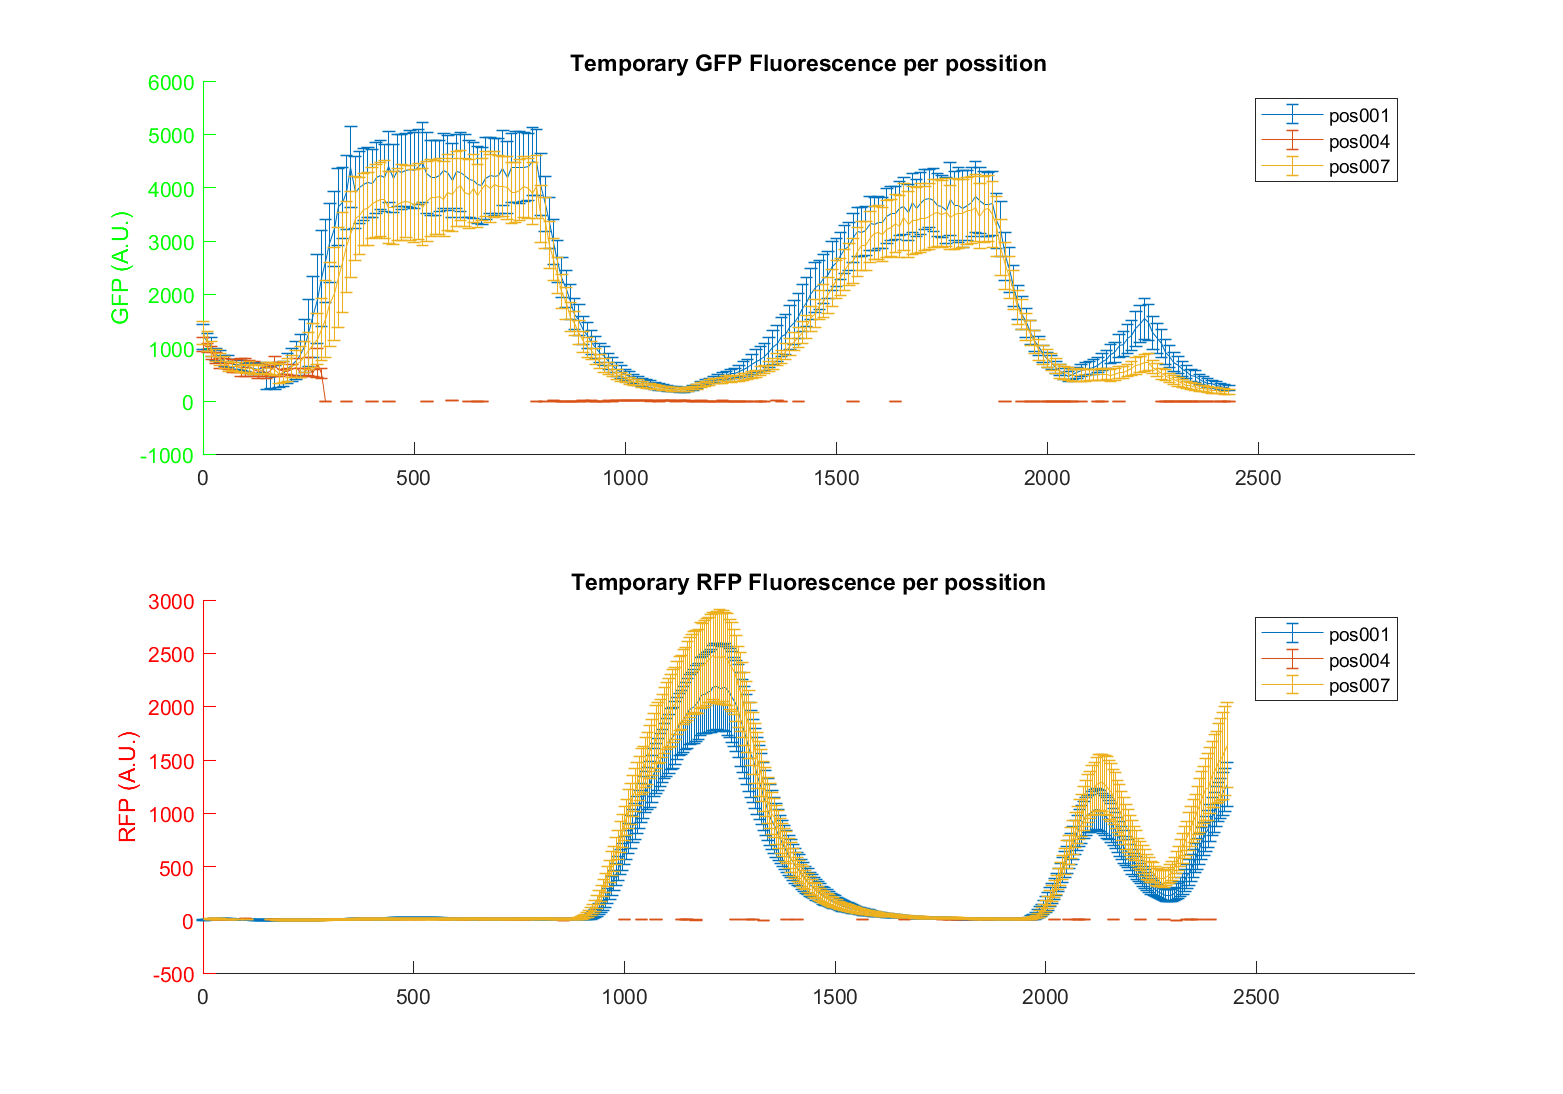 Temporary GFP Fluorescence per possition
6000
5000
4000
3000
2000
1000
0
-1000
GFP (A.U.)
pos001
pos004
pos007
0 500 1000 1500 2000 2500
Temporary RFP Fluorescence per possition
3000
2500
2000
1500
1000
500
0
-500
RFP (A.U.)
pos001
pos004
pos007
0 500 1000 1500 2000 2500